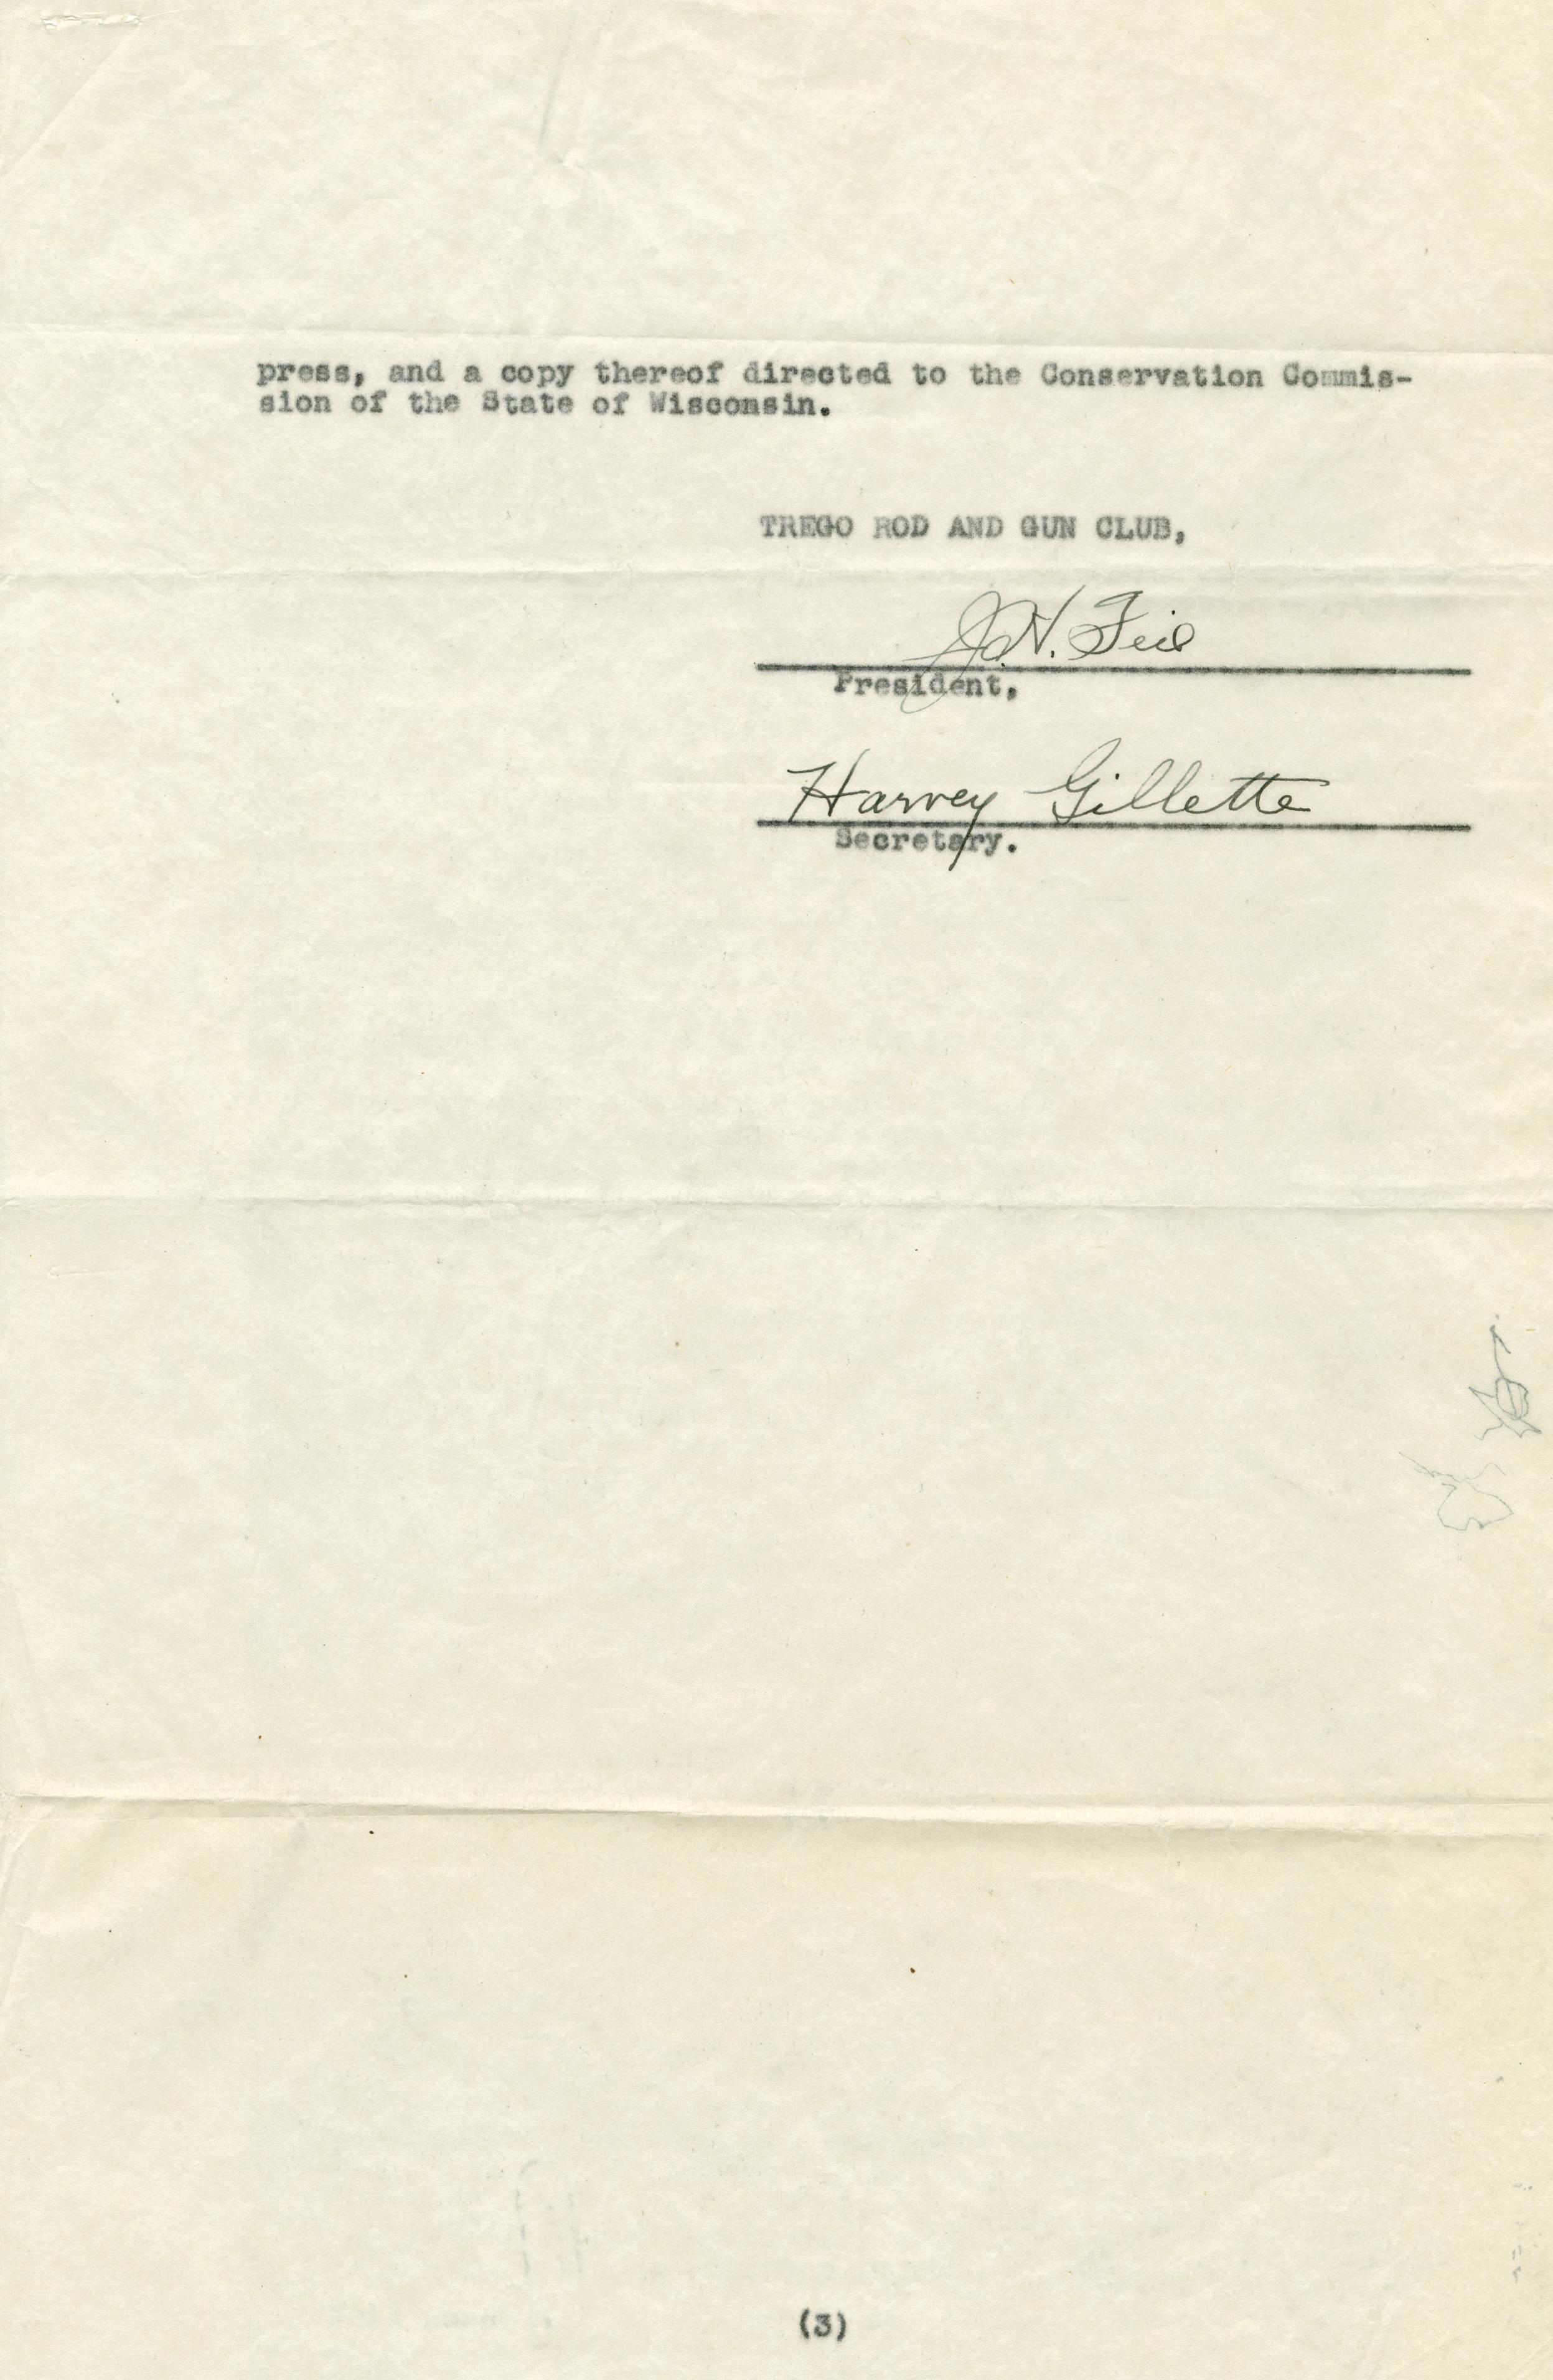 press, and a copy thereof directed to the Conservation Commis-
sion of the State of Wisconsin.
TREGO ROD AND GUN CLUB,
J. H.
President,
Harvey Gillette
Secretary.
(3)